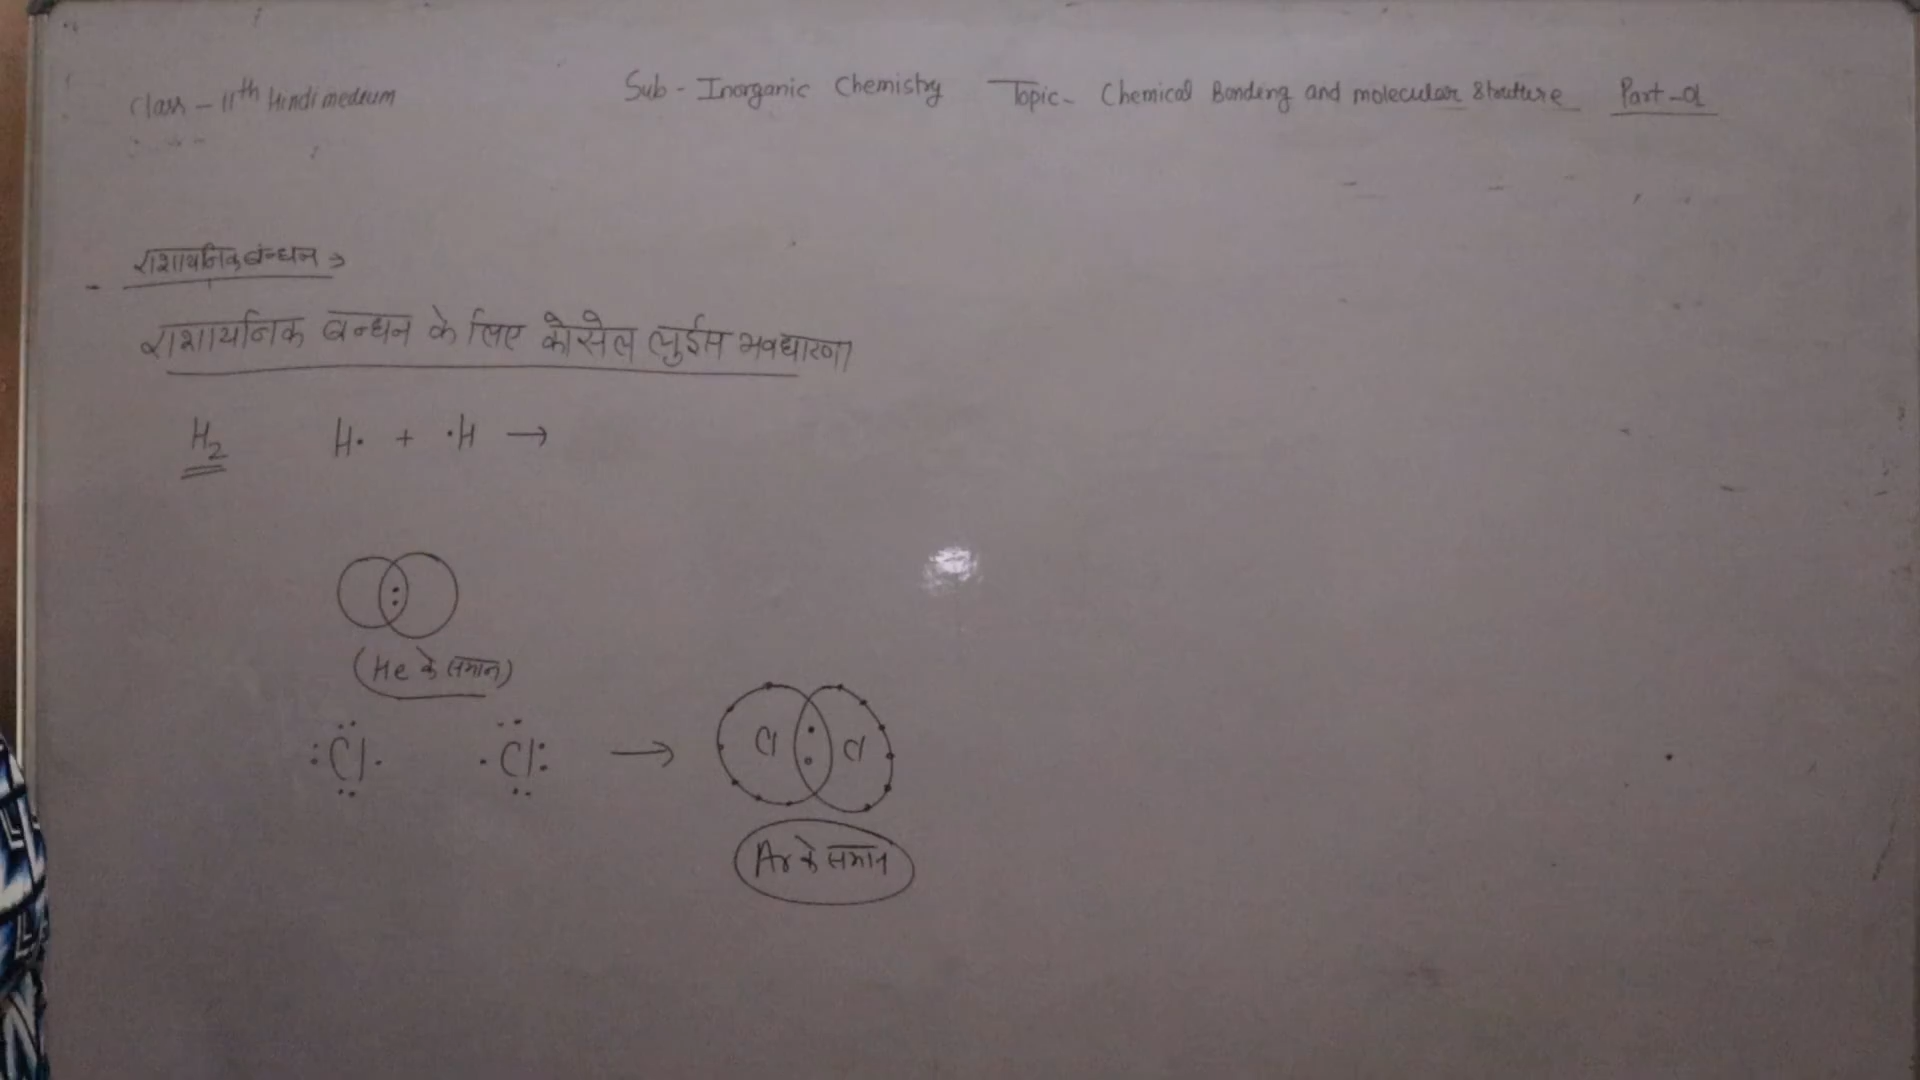 Class - 11th Hindi medium Sub - Inorganic Chemistry Topic - Chemical Bonding and molecular Structure Part - 01
राशायनिक बन्धन →
राशायनिक बन्धन के लिए कोसेल लुईस अवधारणा
H₂ H· + ·H →
(He के समान)
:Cl· ·Cl: → Cl : Cl
Ar के समान